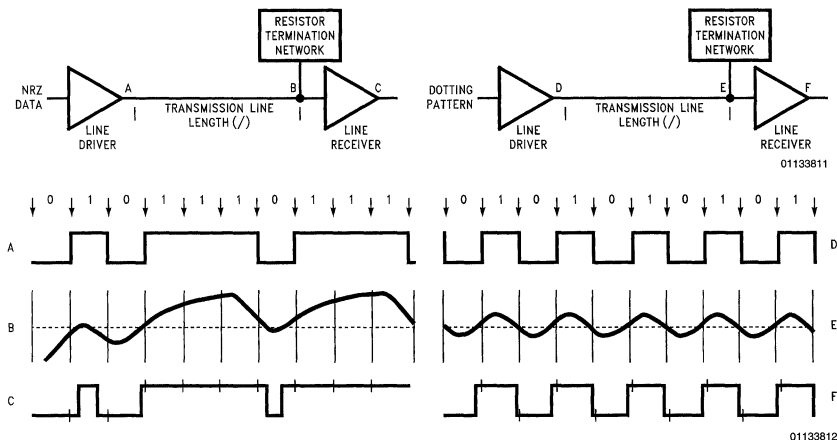 RESISTOR
TERMINATION
NETWORK
NRZ
DATA
A
B
C
TRANSMISSION LINE
LENGTH(/)
LINE
DRIVER
LINE
RECEIVER
RESISTOR
TERMINATION
NETWORK
DOTTING
PATTERN
D
E
F
TRANSMISSION LINE
LENGTH(/)
LINE
DRIVER
LINE
RECEIVER
01133811
0 1 0 1 1 1 0 1 1 1
0 1 0 1 0 1 0 1 0 1
A
D
B
E
C
F
01133812